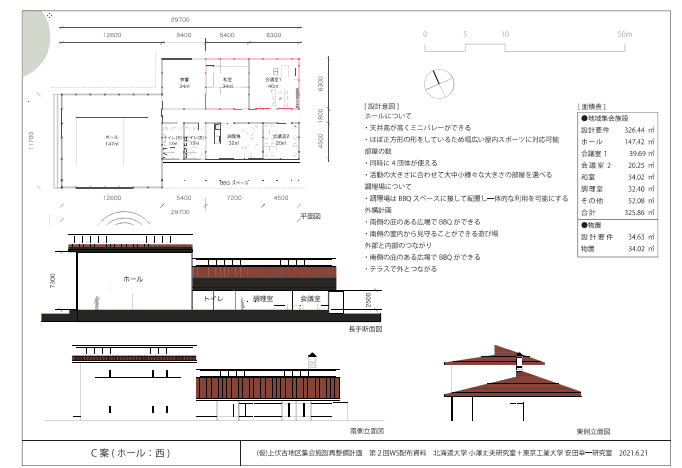 29700
12600 5400 5400 6300
0 5 10 50m
物置
34㎡
和室
34㎡
会議室1
40㎡
6300
1800
4500
11700
ホール
147㎡
調理場
32㎡
会議室2
20㎡
BBQ スペース
12600 5400 7200 4500
29700
平面図
[ 設計意図 ]
ホールについて
・天井高が高くミニバレーができる
・ほぼ正方形の形をしているため幅広い屋内スポーツに対応可能
部屋の数
・同時に 4 団体が使える
・活動の大きさに合わせて大中小様々な大きさの部屋を選べる
調理場について
・調理場は BBQ スペースに接して配置し一体的な利用を可能にする
外構計画
・南側の庇のある広場で BBQ ができる
・南側の室内から見守ることができる遊び場
外部と内部のつながり
・南側の庇のある広場で BBQ ができる
・テラスで外とつながる
[ 面積表 ]
●地域集会施設
設計要件 326.44 ㎡
ホール 147.42 ㎡
会議室 1 39.69 ㎡
会議室 2 20.25 ㎡
和室 34.02 ㎡
調理室 32.40 ㎡
その他 52.08 ㎡
合計 325.86 ㎡
●物置
設計要件 34.63 ㎡
物置 34.02 ㎡
7300
ホール
トイレ
調理室
会議室
2500
長手断面図
南側立面図
東側立面図
C 案 ( ホール：西 )
(仮)上伏古地区集会施設再整備計画 第 2 回WS配布資料 北海道大学 小澤丈夫研究室＋東京工業大学 安田幸一研究室 2021.6.21